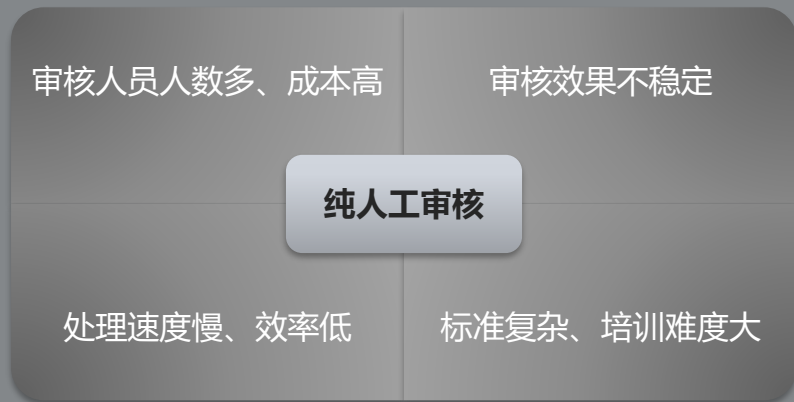 审核人员人数多、成本高
审核效果不稳定
纯人工审核
处理速度慢、效率低
标准复杂、培训难度大